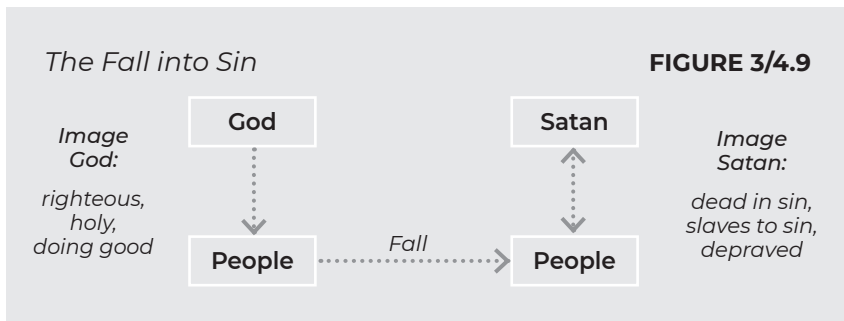 The Fall into Sin
FIGURE 3/4.9
Image
God:
righteous,
holy,
doing good
God
People
Fall
Satan
People
Image
Satan:
dead in sin,
slaves to sin,
depraved